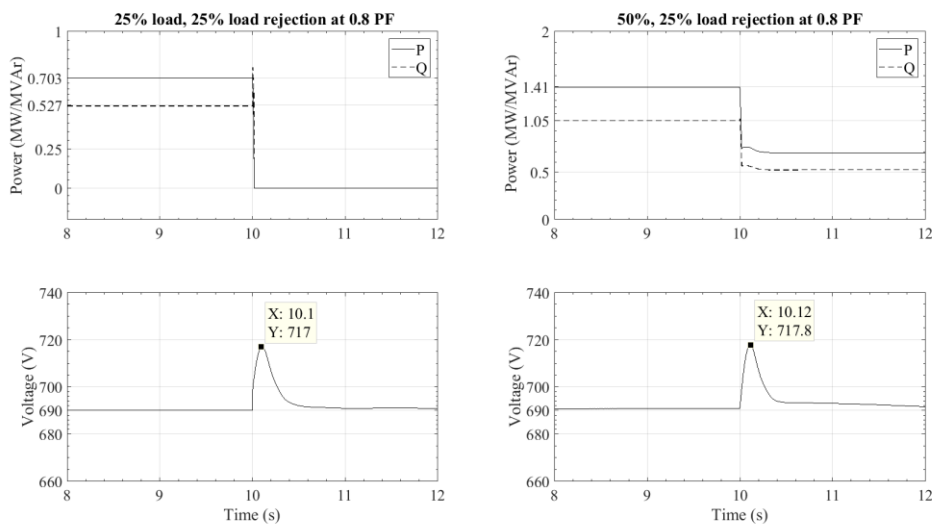 25% load, 25% load rejection at 0.8 PF
1
0.703
0.527
0.25
0
Power (MW/MVAr)
P
Q
8
9
10
11
12
50%, 25% load rejection at 0.8 PF
2
1.41
1.05
0.5
0
Power (MW/MVAr)
P
Q
8
9
10
11
12
740
720
700
690
680
660
Voltage (V)
X: 10.1
Y: 717
8
9
10
11
12
Time (s)
740
720
700
690
680
660
Voltage (V)
X: 10.12
Y: 717.8
8
9
10
11
12
Time (s)